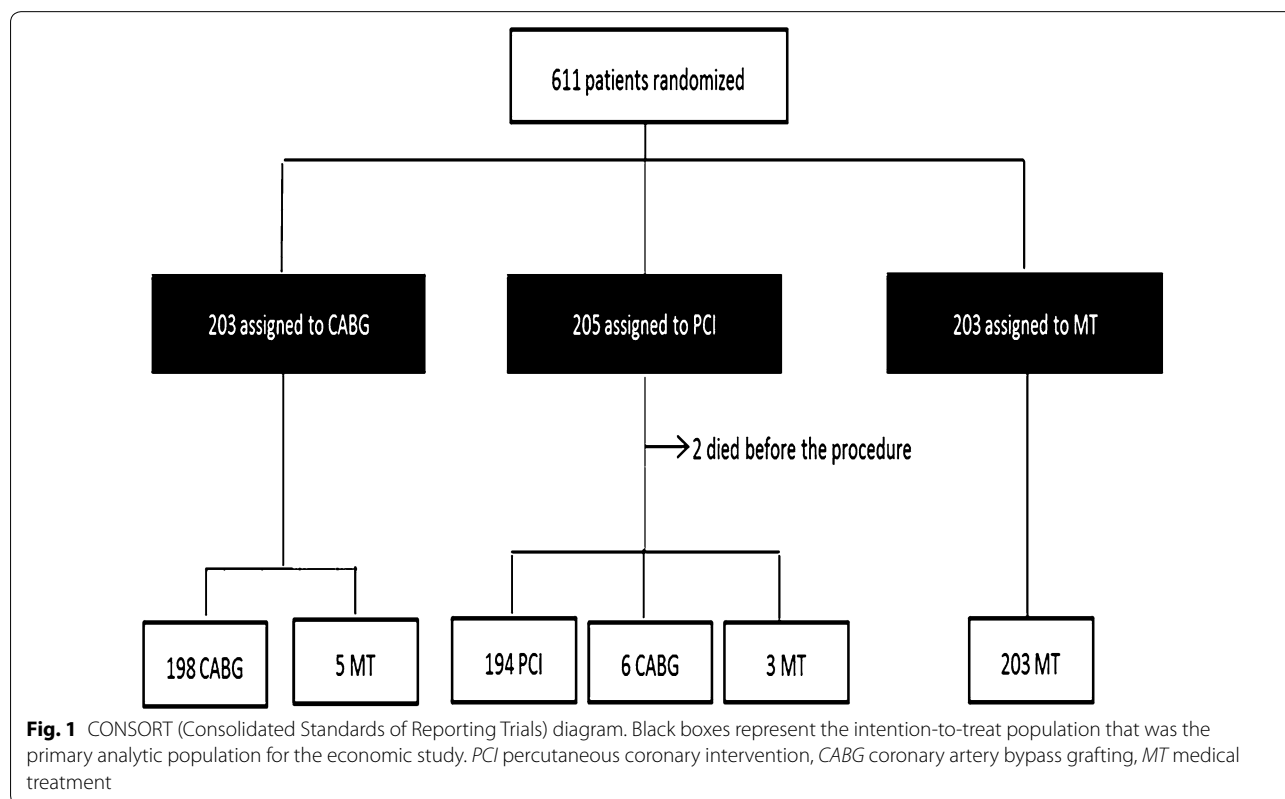 611 patients randomized
203 assigned to CABG
205 assigned to PCI
203 assigned to MT
2 died before the procedure
198 CABG
5 MT
194 PCI
6 CABG
3 MT
203 MT
Fig. 1 CONSORT (Consolidated Standards of Reporting Trials) diagram. Black boxes represent the intention-to-treat population that was the
primary analytic population for the economic study. PCI percutaneous coronary intervention, CABG coronary artery bypass grafting, MT medical
treatment